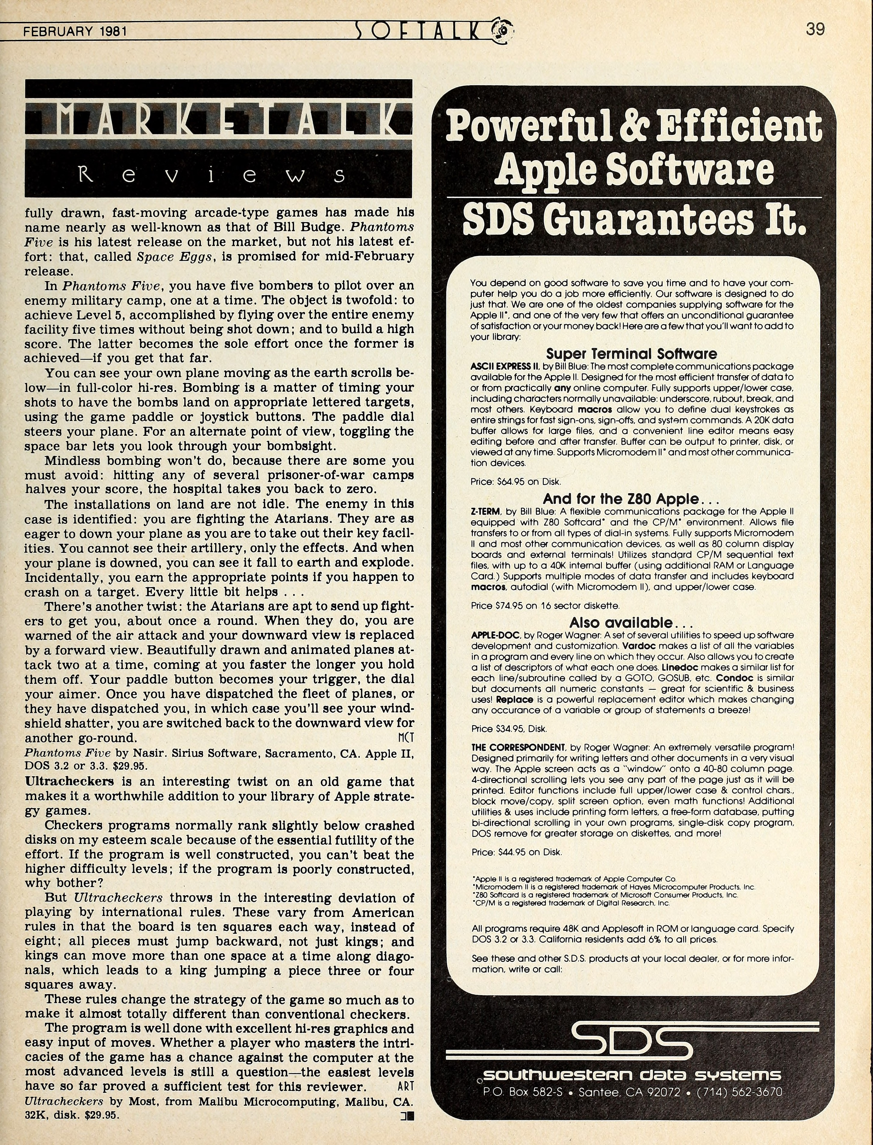 FEBRUARY 1981
SOFTALK
39
MARKETALK
Reviews
fully drawn, fast-moving arcade-type games has made his
name nearly as well-known as that of Bill Budge. Phantoms
Five is his latest release on the market, but not his latest ef-
fort: that, called Space Eggs, is promised for mid-February
release.
In Phantoms Five, you have five bombers to pilot over an
enemy military camp, one at a time. The object is twofold: to
achieve Level 5, accomplished by flying over the entire enemy
facility five times without being shot down; and to build a high
score. The latter becomes the sole effort once the former is
achieved—if you get that far.
You can see your own plane moving as the earth scrolls be-
low—in full-color hi-res. Bombing is a matter of timing your
shots to have the bombs land on appropriate lettered targets,
using the game paddle or joystick buttons. The paddle dial
steers your plane. For an alternate point of view, toggling the
space bar lets you look through your bombsight.
Mindless bombing won't do, because there are some you
must avoid: hitting any of several prisoner-of-war camps
halves your score, the hospital takes you back to zero.
The installations on land are not idle. The enemy in this
case is identified: you are fighting the Atarians. They are as
eager to down your plane as you are to take out their key facil-
ities. You cannot see their artillery, only the effects. And when
your plane is downed, you can see it fall to earth and explode.
Incidentally, you earn the appropriate points if you happen to
crash on a target. Every little bit helps . . .
There's another twist: the Atarians are apt to send up fight-
ers to get you, about once a round. When they do, you are
warned of the air attack and your downward view is replaced
by a forward view. Beautifully drawn and animated planes at-
tack two at a time, coming at you faster the longer you hold
them off. Your paddle button becomes your trigger, the dial
your aimer. Once you have dispatched the fleet of planes, or
they have dispatched you, in which case you'll see your wind-
shield shatter, you are switched back to the downward view for
another go-round. MCT
Phantoms Five by Nasir. Sirius Software, Sacramento, CA. Apple II,
DOS 3.2 or 3.3. $29.95.
Ultracheckers is an interesting twist on an old game that
makes it a worthwhile addition to your library of Apple strate-
gy games.
Checkers programs normally rank slightly below crashed
disks on my esteem scale because of the essential futility of the
effort. If the program is well constructed, you can't beat the
higher difficulty levels; if the program is poorly constructed,
why bother?
But Ultracheckers throws in the interesting deviation of
playing by international rules. These vary from American
rules in that the board is ten squares each way, instead of
eight; all pieces must jump backward, not just kings; and
kings can move more than one space at a time along diago-
nals, which leads to a king jumping a piece three or four
squares away.
These rules change the strategy of the game so much as to
make it almost totally different than conventional checkers.
The program is well done with excellent hi-res graphics and
easy input of moves. Whether a player who masters the intri-
cacies of the game has a chance against the computer at the
most advanced levels is still a question—the easiest levels
have so far proved a sufficient test for this reviewer. ART
Ultracheckers by Most, from Malibu Microcomputing, Malibu, CA.
32K, disk. $29.95.
Powerful & Efficient
Apple Software
SDS Guarantees It.
You depend on good software to save you time and to have your com-
puter help you do a job more efficiently. Our software is designed to do
just that. We are one of the oldest companies supplying software for the
Apple II*, and one of the very few that offers an unconditional guarantee
of satisfaction or your money back! Here are a few that you'll want to add to
your library:
Super Terminal Software
ASCII EXPRESS II, by Bill Blue: The most complete communications package
available for the Apple II. Designed for the most efficient transfer of data to
or from practically any online computer. Fully supports upper/lower case,
including characters normally unavailable: underscore, rubout, break, and
most others. Keyboard macros allow you to define dual keystrokes as
entire strings for fast sign-ons, sign-offs, and system commands. A 20K data
buffer allows for large files, and a convenient line editor means easy
editing before and after transfer. Buffer can be output to printer, disk, or
viewed at any time. Supports Micromodem II* and most other communica-
tion devices.
Price: $64.95 on Disk.
And for the Z80 Apple...
Z-TERM, by Bill Blue: A flexible communications package for the Apple II
equipped with Z80 Softcard* and the CP/M* environment. Allows file
transfers to or from all types of dial-in systems. Fully supports Micromodem
II and most other communication devices, as well as 80 column display
boards and external terminals! Utilizes standard CP/M sequential text
files, with up to a 40K internal buffer (using additional RAM or Language
Card.) Supports multiple modes of data transfer and includes keyboard
macros, autodial (with Micromodem II), and upper/lower case.
Price $74.95 on 16 sector diskette.
Also available...
APPLE-DOC, by Roger Wagner: A set of several utilities to speed up software
development and customization. Vardoc makes a list of all the variables
in a program and every line on which they occur. Also allows you to create
a list of descriptors of what each one does. Linedoc makes a similar list for
each line/subroutine called by a GOTO, GOSUB, etc. Condoc is similar
but documents all numeric constants — great for scientific & business
uses! Replace is a powerful replacement editor which makes changing
any occurance of a variable or group of statements a breeze!
Price $34.95, Disk.
THE CORRESPONDENT, by Roger Wagner: An extremely versatile program!
Designed primarily for writing letters and other documents in a very visual
way. The Apple screen acts as a "window" onto a 40-80 column page.
4-directional scrolling lets you see any part of the page just as it will be
printed. Editor functions include full upper/lower case & control chars.,
block move/copy, split screen option, even math functions! Additional
utilities & uses include printing form letters, a free-form database, putting
bi-directional scrolling in your own programs, single-disk copy program,
DOS remove for greater storage on diskettes, and more!
Price: $44.95 on Disk.
*Apple II is a registered trademark of Apple Computer Co.
*Micromodem II is a registered trademark of Hayes Microcomputer Products, Inc.
*Z80 Softcard is a registered trademark of Microsoft Consumer Products, Inc.
*CP/M is a registered trademark of Digital Research, Inc.
All programs require 48K and Applesoft in ROM or language card. Specify
DOS 3.2 or 3.3. California residents add 6% to all prices.
See these and other S.D.S. products at your local dealer, or for more infor-
mation, write or call:
SDS
southwestern data systems
P.O. Box 582-S • Santee, CA 92072 • (714) 562-3670